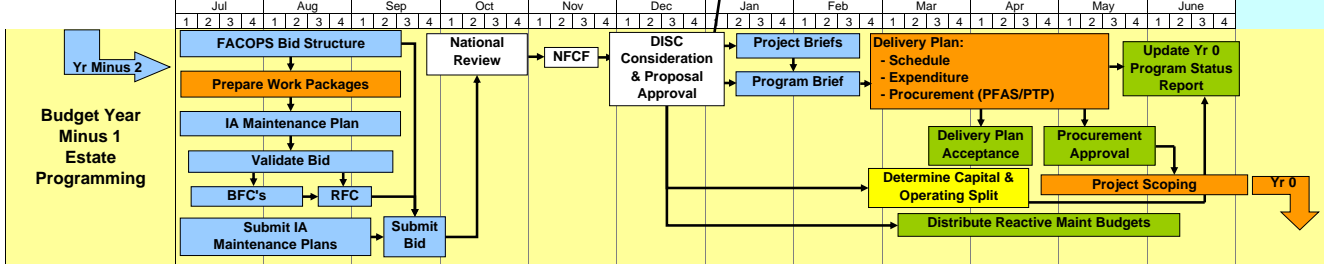 Jul Aug Sep Oct Nov Dec Jan Feb Mar Apr May June
1 2 3 4 1 2 3 4 1 2 3 4 1 2 3 4 1 2 3 4 1 2 3 4 1 2 3 4 1 2 3 4 1 2 3 4 1 2 3 4 1 2 3 4 1 2 3 4
Yr Minus 2
Budget Year
Minus 1
Estate
Programming
FACOPS Bid Structure
Prepare Work Packages
IA Maintenance Plan
Validate Bid
BFC's
RFC
Submit IA
Maintenance Plans
Submit
Bid
National
Review
NFCF
DISC
Consideration
& Proposal
Approval
Project Briefs
Program Brief
Delivery Plan:
- Schedule
- Expenditure
- Procurement (PFAS/PTP)
Update Yr 0
Program Status
Report
Delivery Plan
Acceptance
Procurement
Approval
Determine Capital &
Operating Split
Project Scoping
Distribute Reactive Maint Budgets
Yr 0